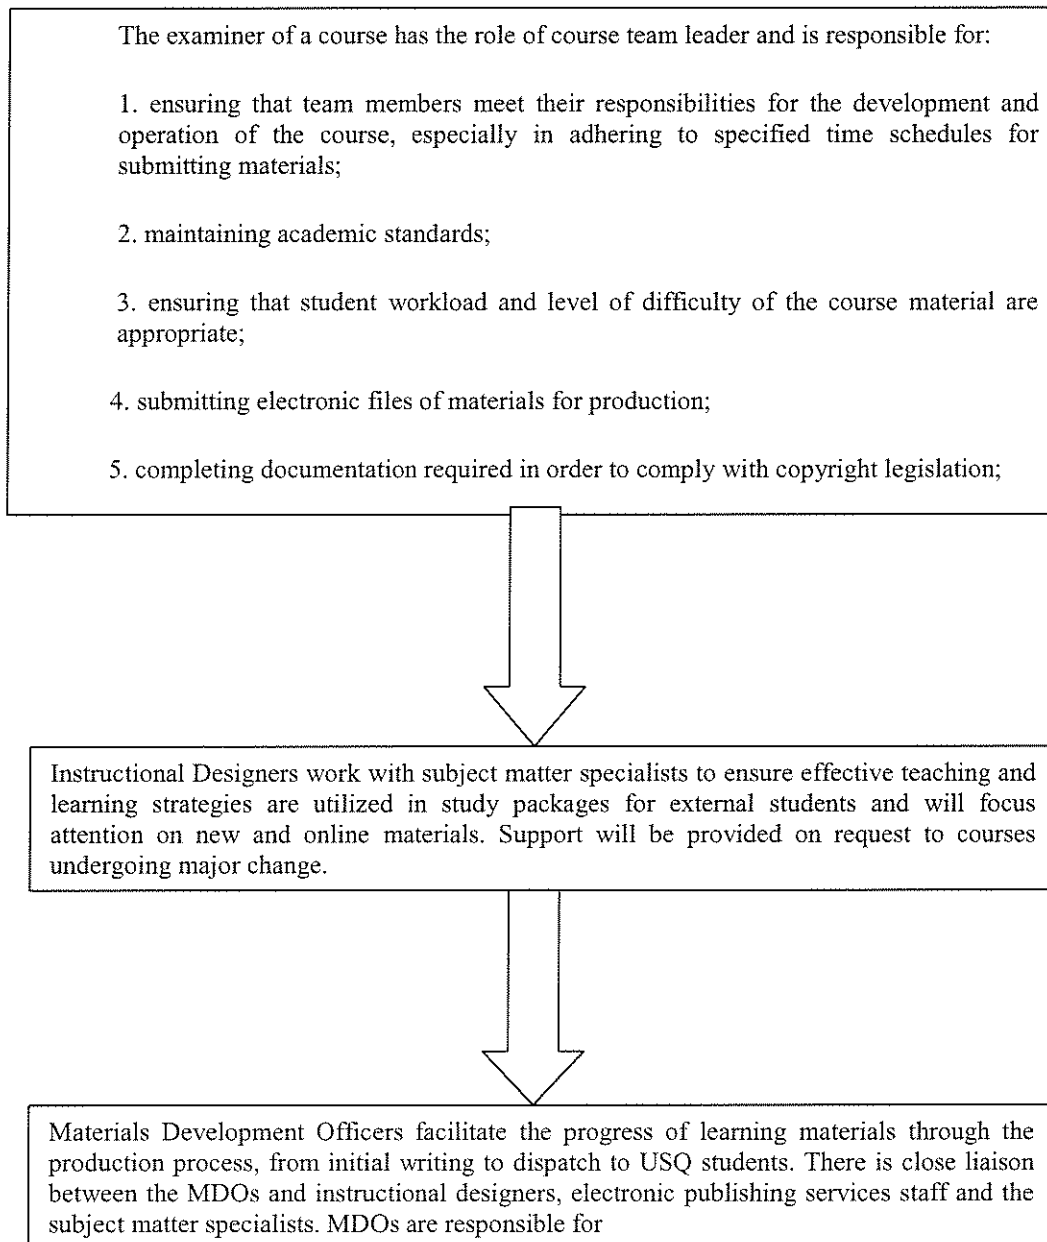 The examiner of a course has the role of course team leader and is responsible for:
1. ensuring that team members meet their responsibilities for the development and
operation of the course, especially in adhering to specified time schedules for
submitting materials;
2. maintaining academic standards;
3. ensuring that student workload and level of difficulty of the course material are
appropriate;
4. submitting electronic files of materials for production;
5. completing documentation required in order to comply with copyright legislation;
Instructional Designers work with subject matter specialists to ensure effective teaching and
learning strategies are utilized in study packages for external students and will focus
attention on new and online materials. Support will be provided on request to courses
undergoing major change.
Materials Development Officers facilitate the progress of learning materials through the
production process, from initial writing to dispatch to USQ students. There is close liaison
between the MDOs and instructional designers, electronic publishing services staff and the
subject matter specialists. MDOs are responsible for